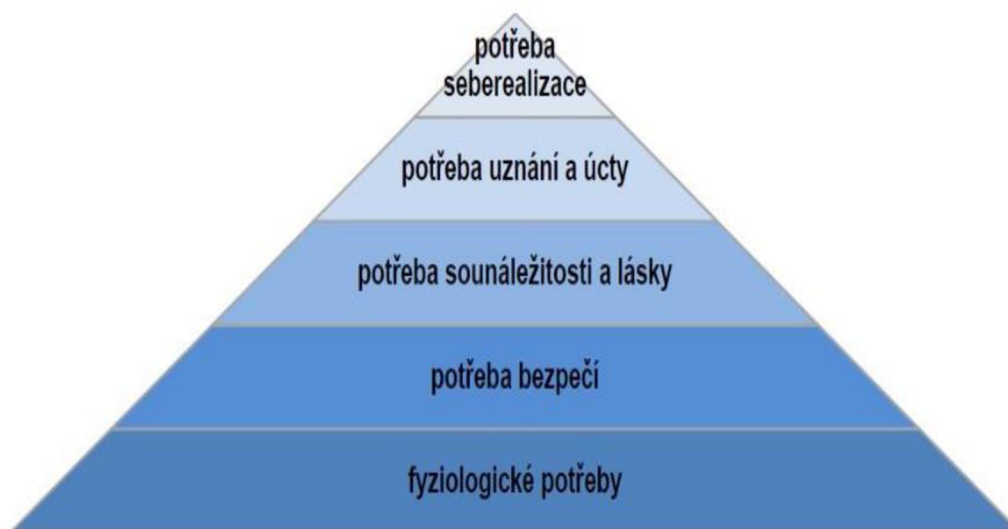 potřeba
seberealizace
potřeba uznání a úcty
potřeba sounáležitosti a lásky
potřeba bezpečí
fyziologické potřeby